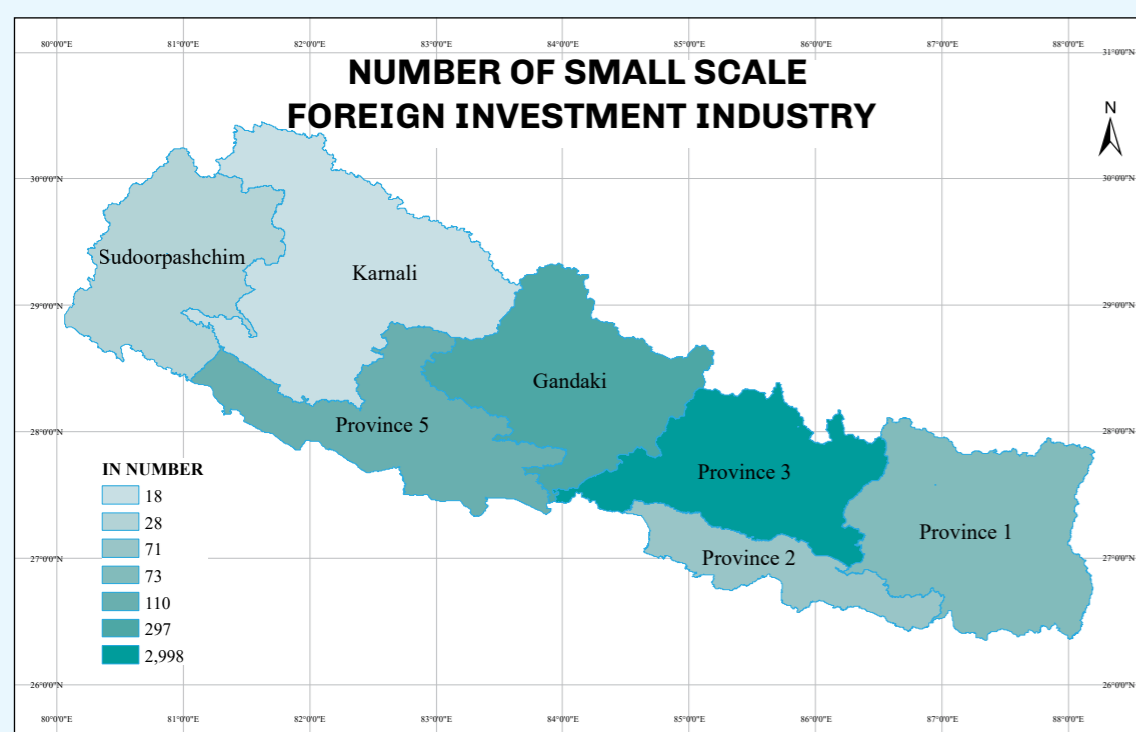 80°0'0"E 81°0'0"E 82°0'0"E 83°0'0"E 84°0'0"E 85°0'0"E 86°0'0"E 87°0'0"E 88°0'0"E
31°0'0"N
NUMBER OF SMALL SCALE
FOREIGN INVESTMENT INDUSTRY
N
30°0'0"N 30°0'0"N
Sudoorpashchim
Karnali
29°0'0"N 29°0'0"N
Gandaki
Province 5
28°0'0"N 28°0'0"N
Province 3
Province 1
Province 2
IN NUMBER
18
28
71
73
110
297
2,998
27°0'0"N 27°0'0"N
26°0'0"N 26°0'0"N
80°0'0"E 81°0'0"E 82°0'0"E 83°0'0"E 84°0'0"E 85°0'0"E 86°0'0"E 87°0'0"E 88°0'0"E